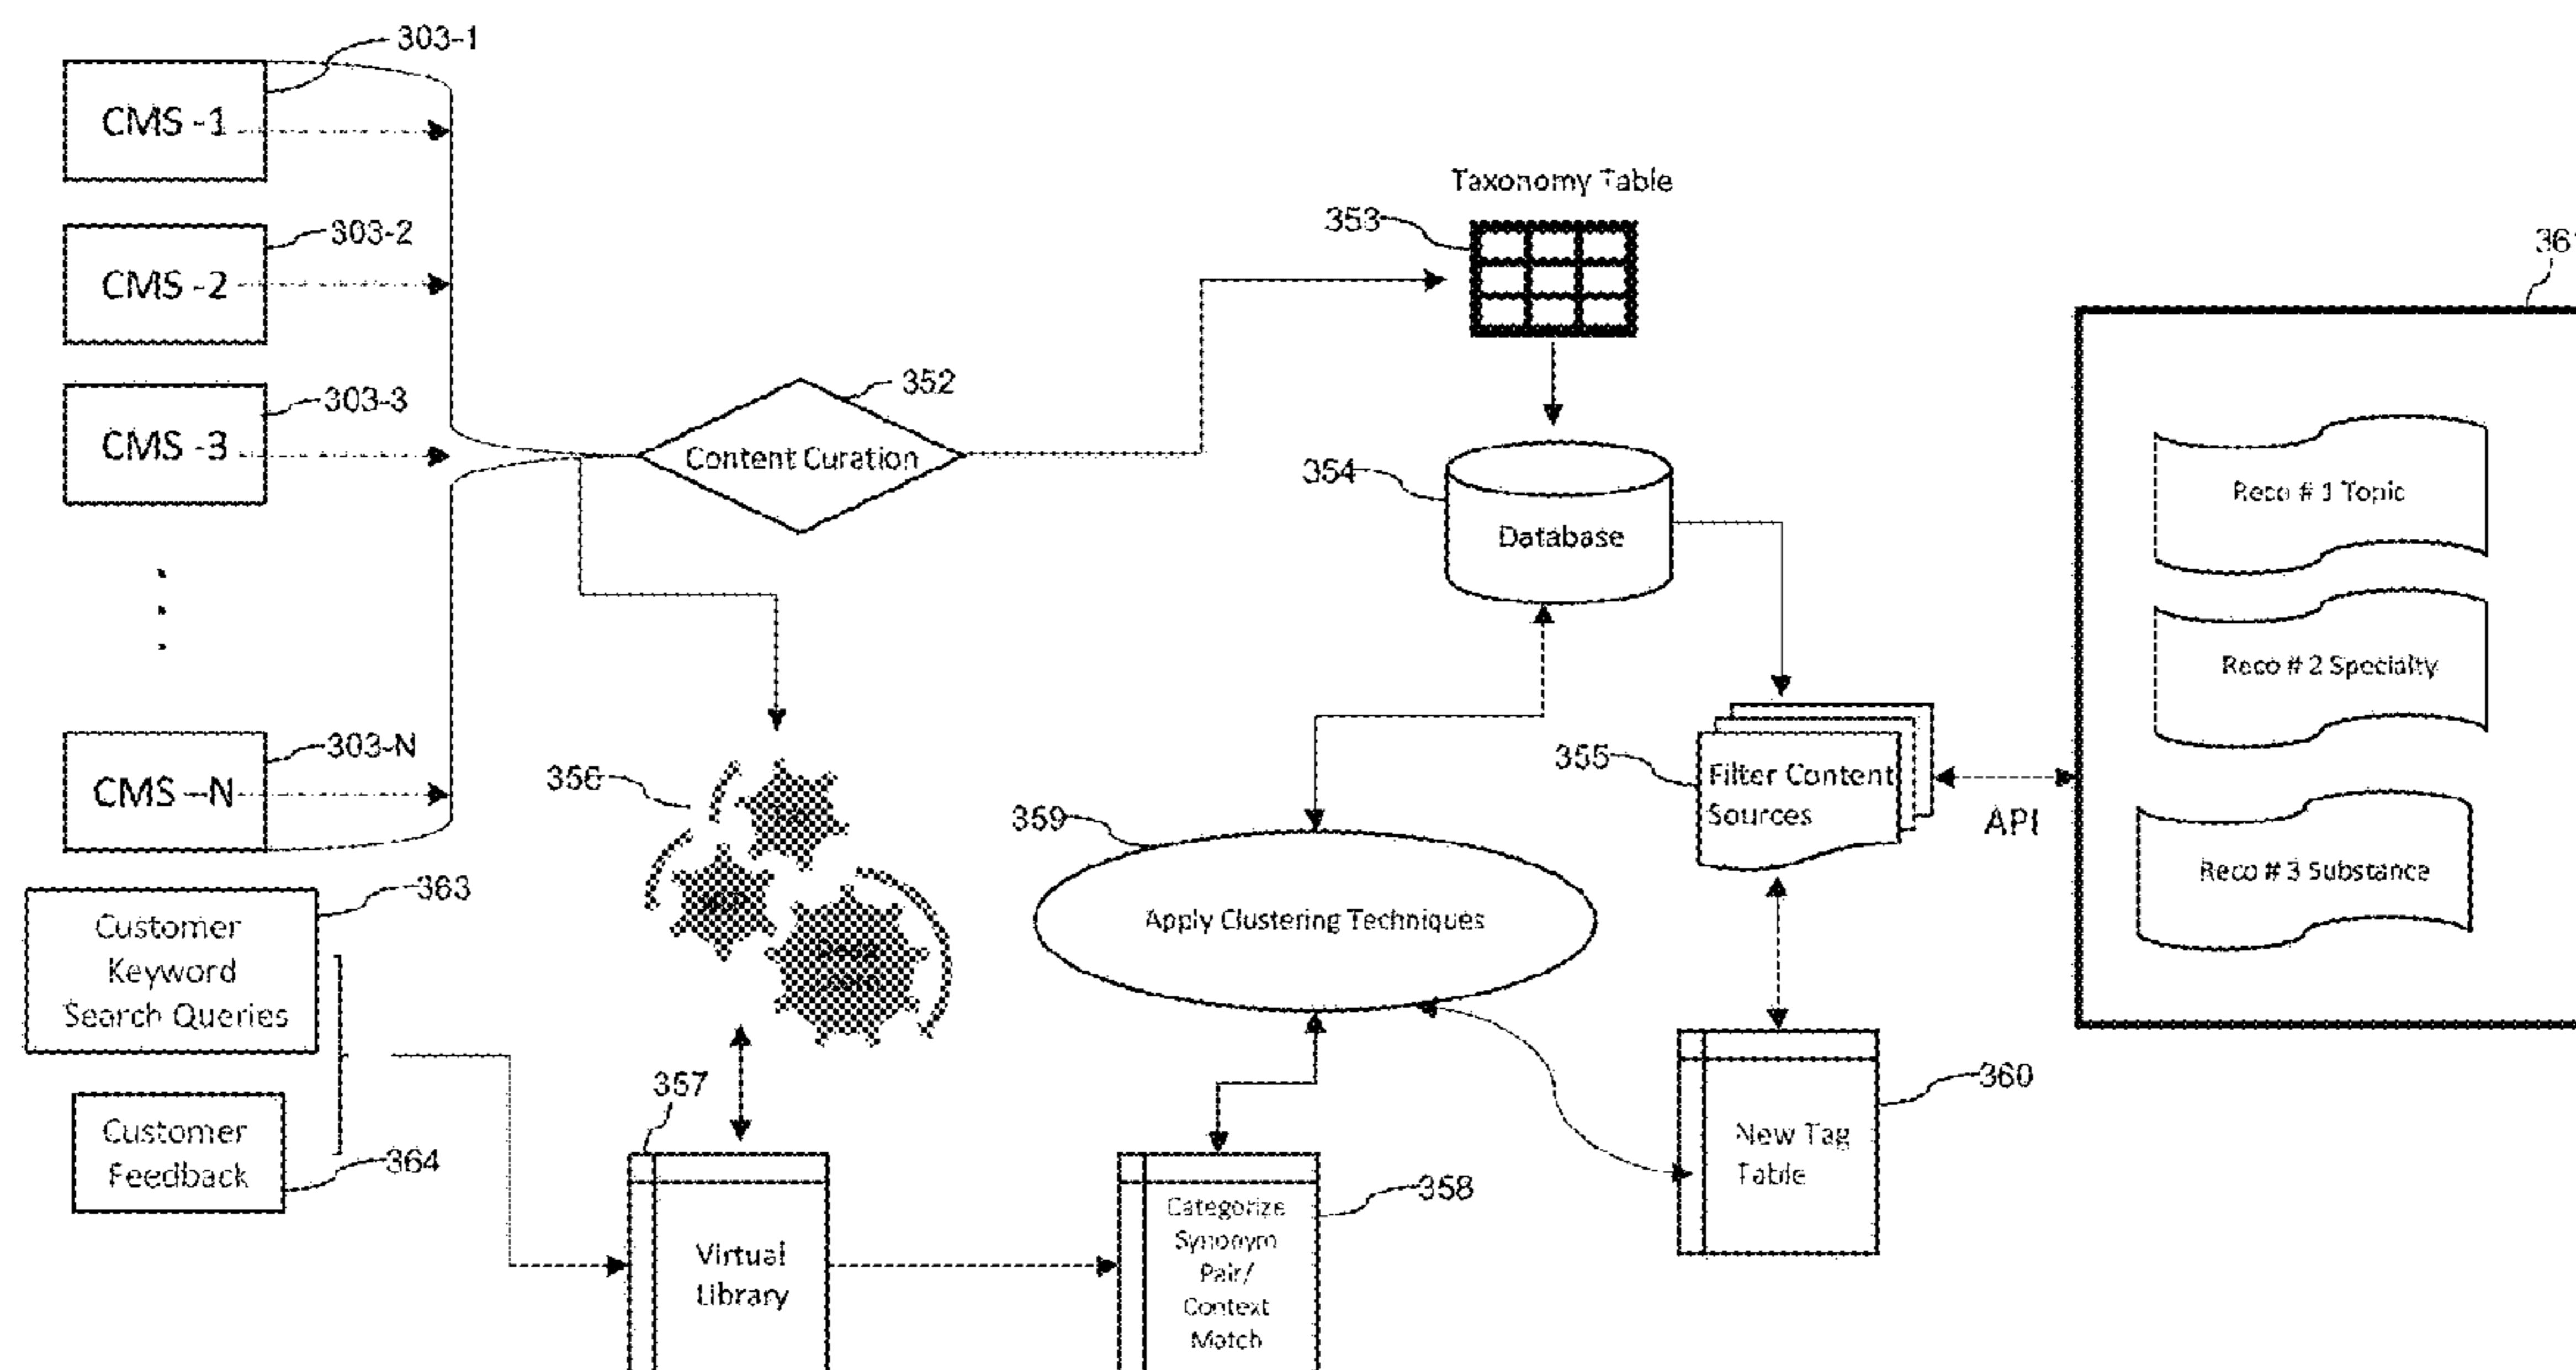 303-1
CMS -1
303-2
CMS -2
303-3
CMS -3
303-N
CMS –N
352
Content Curation
Taxonomy Table
353
354
Database
355
Filter Content
Sources
API
36
Reco # 1 Topic
Reco # 2 Specialty
Reco # 3 Substance
356
359
Apply Clustering Techniques
363
Customer
Keyword
Search Queries
Customer
Feedback
364
357
Virtual
Library
358
Categorize
Synonym
Pair/
Context
Match
360
New Tag
Table